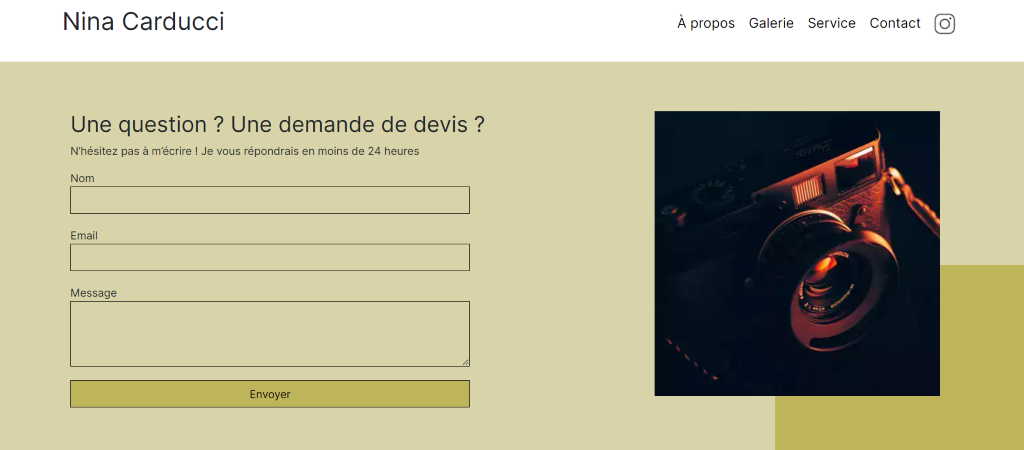 Nina Carducci
À propos Galerie Service Contact
Une question ? Une demande de devis ?
N'hésitez pas à m'écrire ! Je vous répondrais en moins de 24 heures
Nom
Email
Message
Envoyer